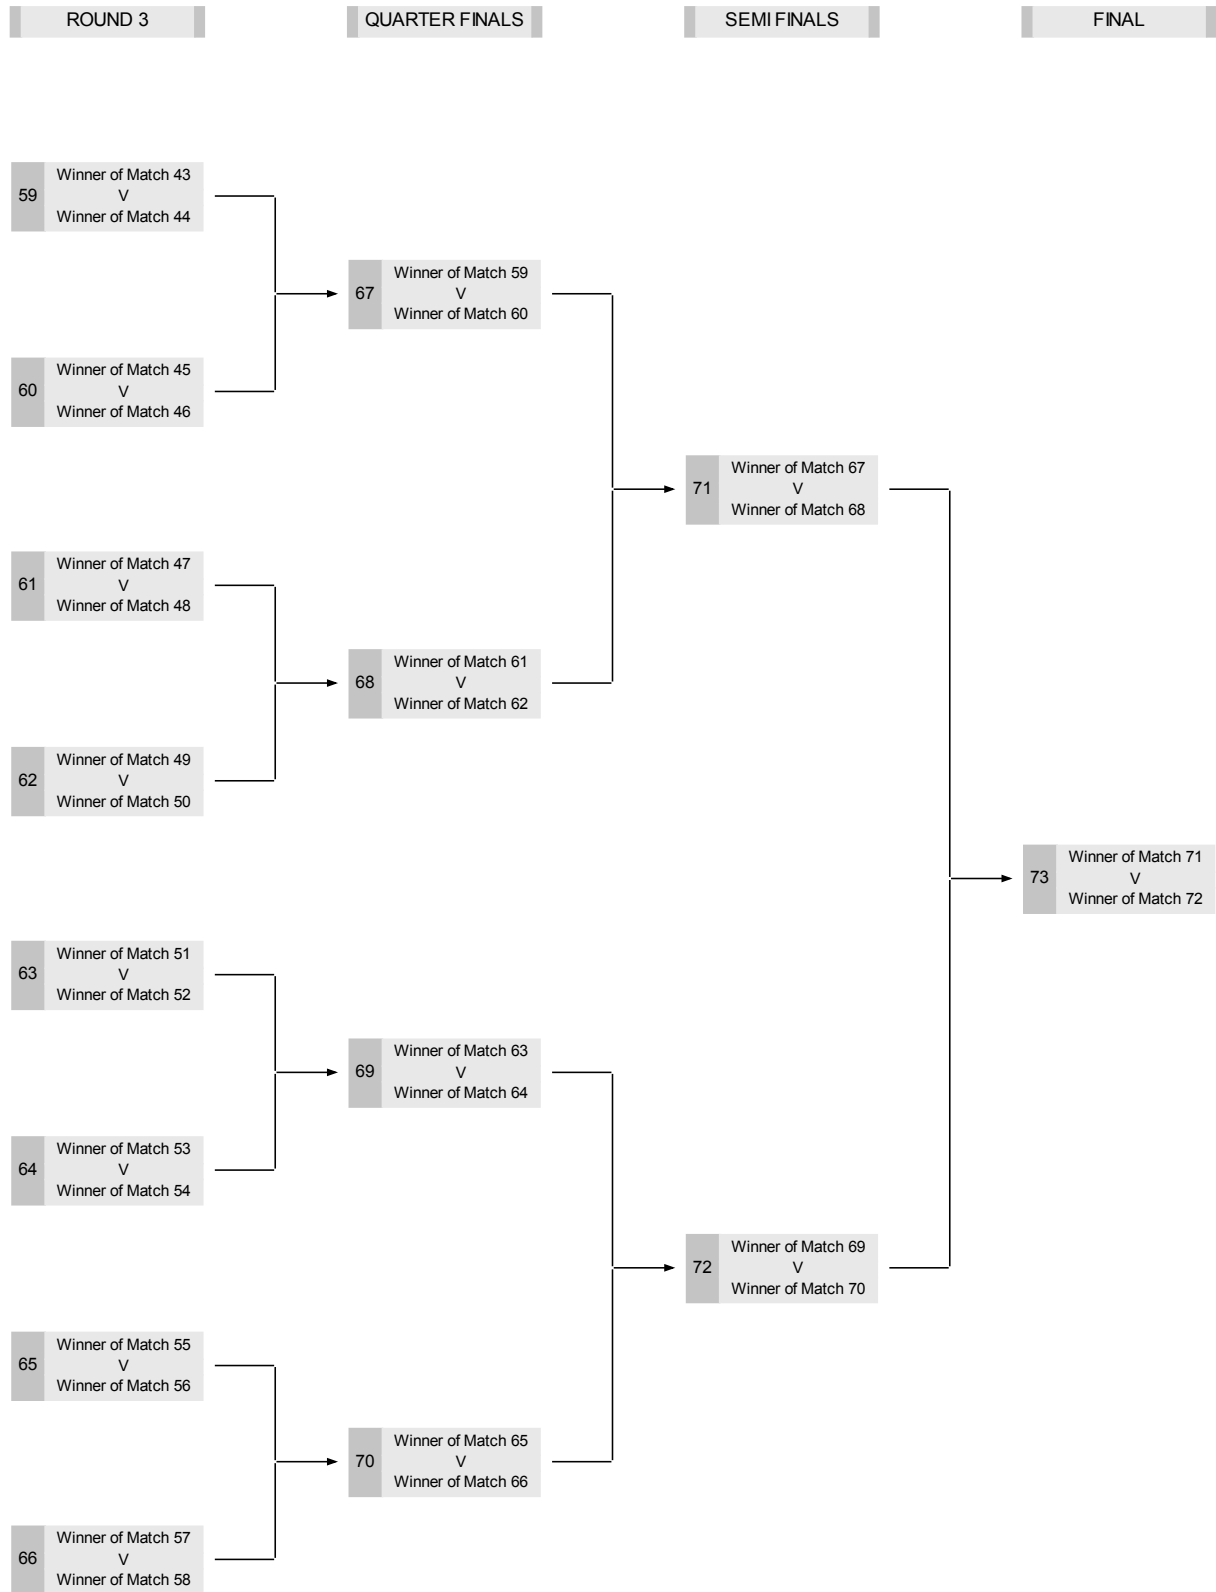 ROUND 3
QUARTER FINALS
SEMI FINALS
FINAL
59
Winner of Match 43
V
Winner of Match 44
60
Winner of Match 45
V
Winner of Match 46
61
Winner of Match 47
V
Winner of Match 48
62
Winner of Match 49
V
Winner of Match 50
63
Winner of Match 51
V
Winner of Match 52
64
Winner of Match 53
V
Winner of Match 54
65
Winner of Match 55
V
Winner of Match 56
66
Winner of Match 57
V
Winner of Match 58
67
Winner of Match 59
V
Winner of Match 60
68
Winner of Match 61
V
Winner of Match 62
69
Winner of Match 63
V
Winner of Match 64
70
Winner of Match 65
V
Winner of Match 66
71
Winner of Match 67
V
Winner of Match 68
72
Winner of Match 69
V
Winner of Match 70
73
Winner of Match 71
V
Winner of Match 72